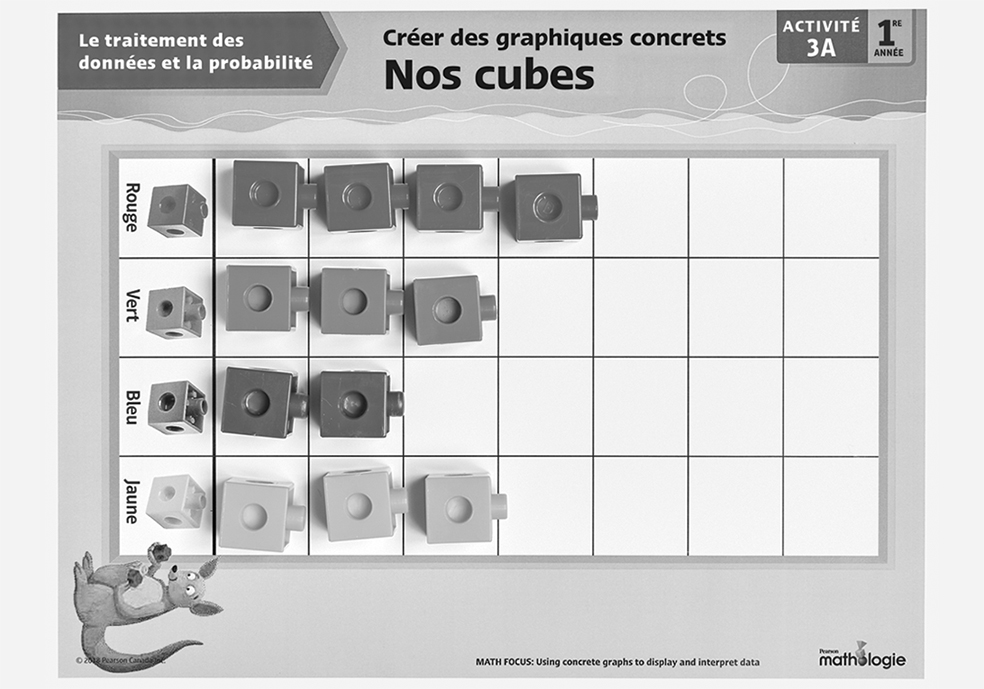 Le traitement des
données et la probabilité
Créer des graphiques concrets
Nos cubes
ACTIVITÉ
3A
1RE
ANNÉE
Rouge
Vert
Bleu
Jaune
© 2018 Pearson Canada Inc.
MATH FOCUS: Using concrete graphs to display and interpret data
Pearson
mathologie